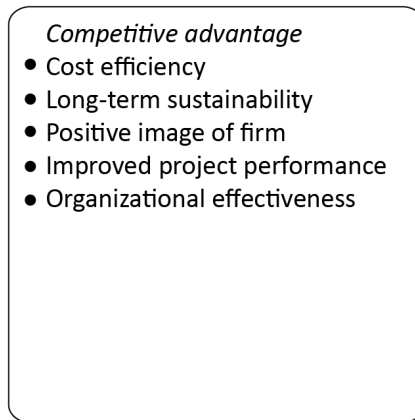 Competitive advantage
• Cost efficiency
• Long-term sustainability
• Positive image of firm
• Improved project performance
• Organizational effectiveness